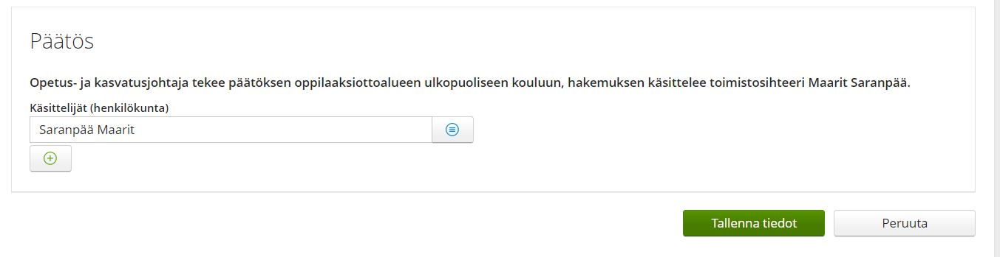 Päätös
Opetus- ja kasvatusjohtaja tekee päätöksen oppilaaksiottoalueen ulkopuoliseen kouluun, hakemuksen käsittelee toimistosihteeri Maarit Saranpää.
Käsittelijät (henkilökunta)
Saranpää Maarit
Tallenna tiedot
Peruuta